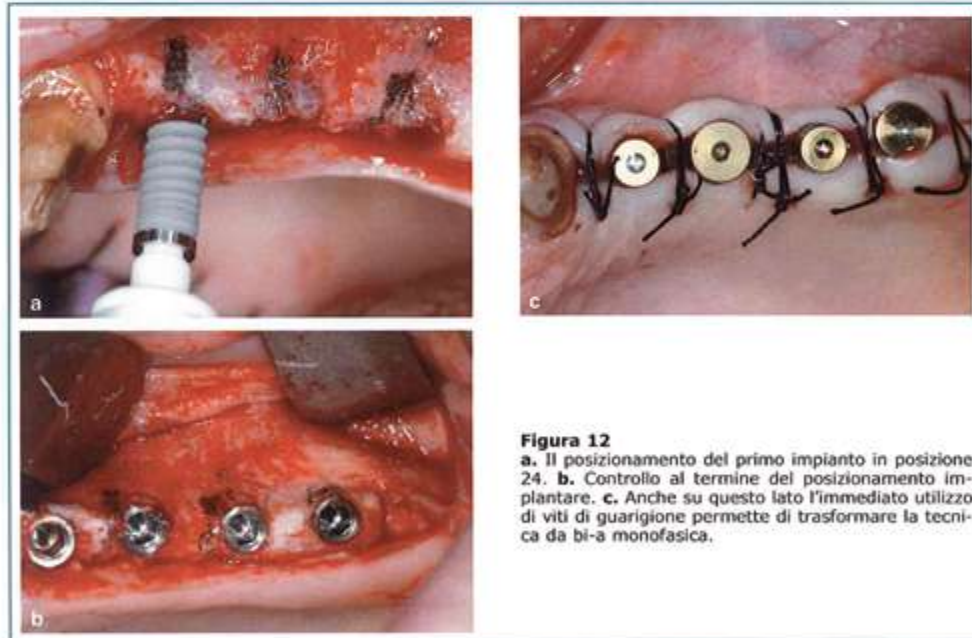 a
c
b
Figura 12
a. Il posizionamento del primo impianto in posizione
24. b. Controllo al termine del posizionamento im-
plantare. c. Anche su questo lato l'immediato utilizzo
di viti di guarigione permette di trasformare la tecni-
ca da bi-a monofasica.